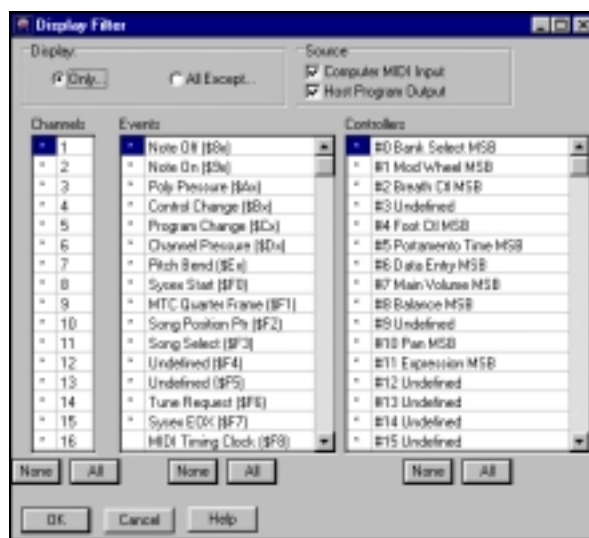 Display Filter
Display:
Only...
All Except...
Source
Computer MIDI Input
Host Program Output
Channels
1
2
3
4
5
6
7
8
9
10
11
12
13
14
15
16
None All
Events
Note Off ($8x)
Note On ($9x)
Poly Pressure ($Ax)
Control Change ($Bx)
Program Change ($Cx)
Channel Pressure ($Dx)
Pitch Bend ($Ex)
Sysex Start ($F0)
MTC Quarter Frame ($F1)
Song Position Ptr ($F2)
Song Select ($F3)
Undefined ($F4)
Undefined ($F5)
Tune Request ($F6)
Sysex EOX ($F7)
MIDI Timing Clock ($F8)
None All
Controllers
#0 Bank Select MSB
#1 Mod Wheel MSB
#2 Breath Ctl MSB
#3 Undefined
#4 Foot Ctl MSB
#5 Portamento Time MSB
#6 Data Entry MSB
#7 Main Volume MSB
#8 Balance MSB
#9 Undefined
#10 Pan MSB
#11 Expression MSB
#12 Undefined
#13 Undefined
#14 Undefined
#15 Undefined
None All
OK Cancel Help